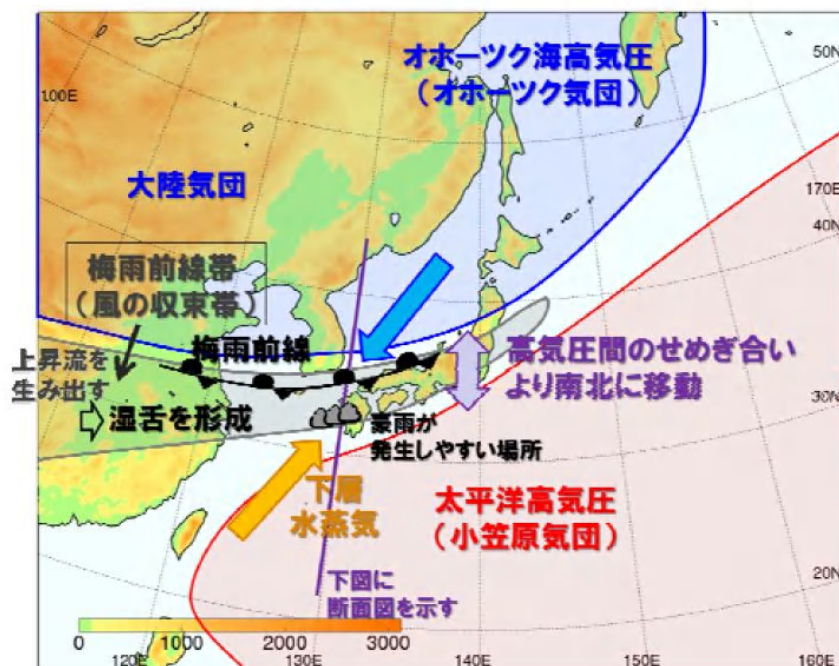 オホーツク海高気圧
（オホーツク気団）
50N
100E
大陸気団
170E
40N
梅雨前線帯
（風の収束帯）
梅雨前線
高気圧間のせめぎ合い
より南北に移動
上昇流を
生み出す
湿舌を形成
30N
豪雨が
発生しやすい場所
下層
水蒸気
太平洋高気圧
（小笠原気団）
下図に
断面図を示す
20N
0
1000
2000
3000
120E
130E
140E
150E
160E